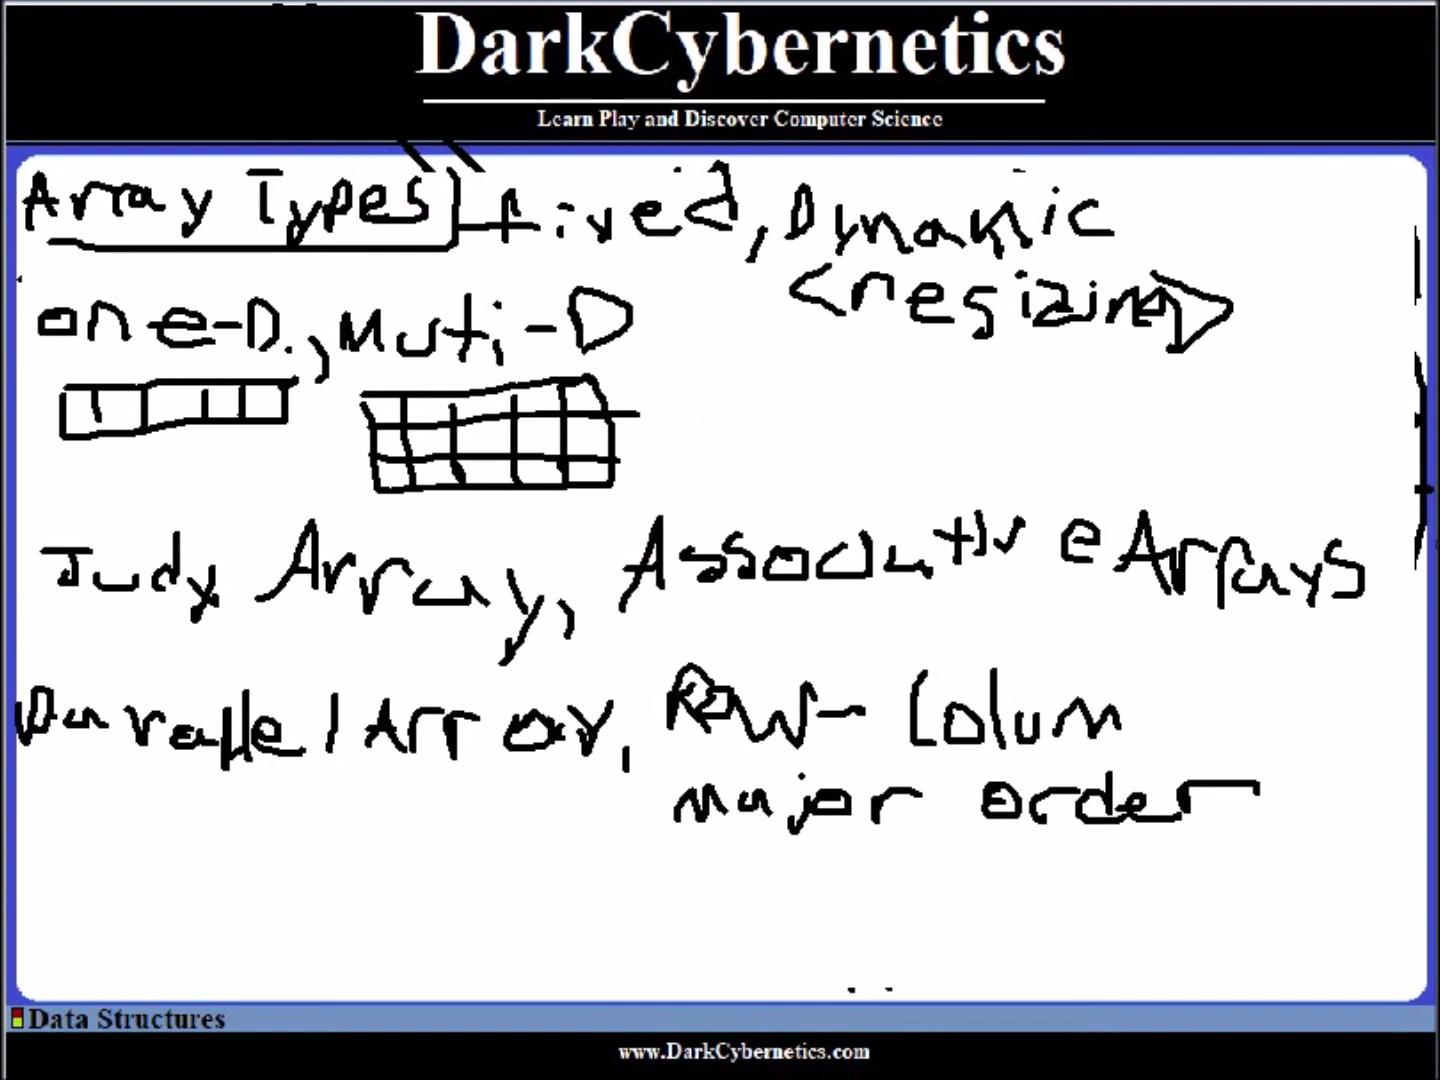 DarkCybernetics
Learn Play and Discover Computer Science
Array Types fixed, Dynamic
<resizing>
one-D., Muti-D
Judy Array, Associative Arrays
Parallel Array, Row-Colum
major order
Data Structures
www.DarkCybernetics.com